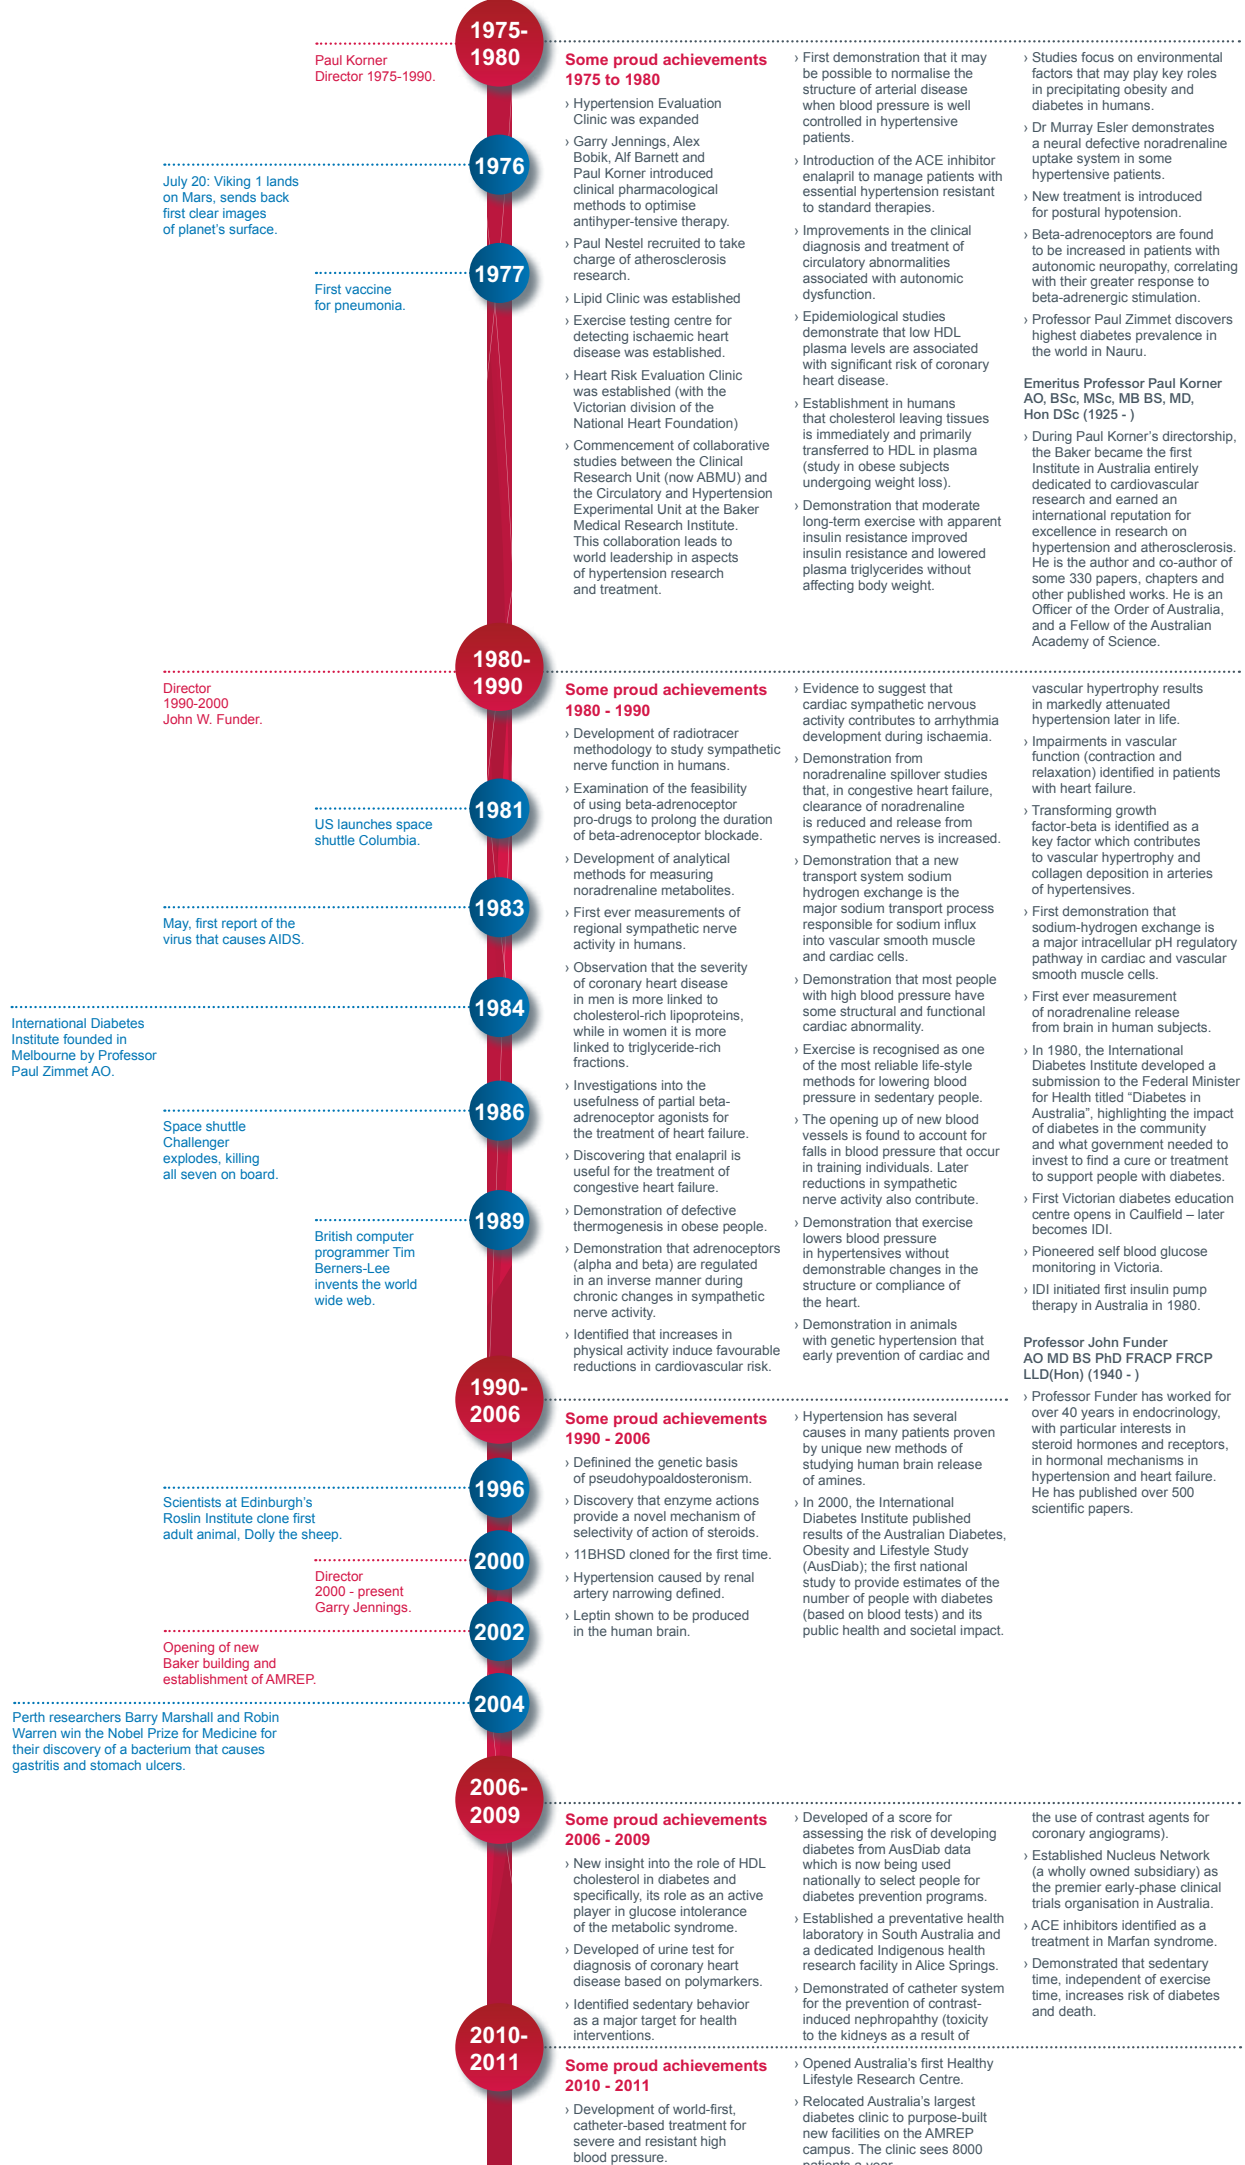 1975-
1980
Paul Korner
Director 1975-1990.
Some proud achievements
1975 to 1980
› Hypertension Evaluation
Clinic was expanded
› Garry Jennings, Alex
Bobik, Alf Barnett and
Paul Korner introduced
clinical pharmacological
methods to optimise
antihyper-tensive therapy.
› Paul Nestel recruited to take
charge of atherosclerosis
research.
› Lipid Clinic was established
› Exercise testing centre for
detecting ischaemic heart
disease was established.
› Heart Risk Evaluation Clinic
was established (with the
Victorian division of the
National Heart Foundation)
› Commencement of collaborative
studies between the Clinical
Research Unit (now ABMU) and
the Circulatory and Hypertension
Experimental Unit at the Baker
Medical Research Institute.
This collaboration leads to
world leadership in aspects
of hypertension research
and treatment.
› First demonstration that it may
be possible to normalise the
structure of arterial disease
when blood pressure is well
controlled in hypertensive
patients.
› Introduction of the ACE inhibitor
enalapril to manage patients with
essential hypertension resistant
to standard therapies.
› Improvements in the clinical
diagnosis and treatment of
circulatory abnormalities
associated with autonomic
dysfunction.
› Epidemiological studies
demonstrate that low HDL
plasma levels are associated
with significant risk of coronary
heart disease.
› Establishment in humans
that cholesterol leaving tissues
is immediately and primarily
transferred to HDL in plasma
(study in obese subjects
undergoing weight loss).
› Demonstration that moderate
long-term exercise with apparent
insulin resistance improved
insulin resistance and lowered
plasma triglycerides without
affecting body weight.
› Studies focus on environmental
factors that may play key roles
in precipitating obesity and
diabetes in humans.
› Dr Murray Esler demonstrates
a neural defective noradrenaline
uptake system in some
hypertensive patients.
› New treatment is introduced
for postural hypotension.
› Beta-adrenoceptors are found
to be increased in patients with
autonomic neuropathy, correlating
with their greater response to
beta-adrenergic stimulation.
› Professor Paul Zimmet discovers
highest diabetes prevalence in
the world in Nauru.
Emeritus Professor Paul Korner
AO, BSc, MSc, MB BS, MD,
Hon DSc (1925 - )
› During Paul Korner's directorship,
the Baker became the first
Institute in Australia entirely
dedicated to cardiovascular
research and earned an
international reputation for
excellence in research on
hypertension and atherosclerosis.
He is the author and co-author of
some 330 papers, chapters and
other published works. He is an
Officer of the Order of Australia,
and a Fellow of the Australian
Academy of Science.
1976
July 20: Viking 1 lands
on Mars, sends back
first clear images
of planet's surface.
1977
First vaccine
for pneumonia.
1980-
1990
Director
1990-2000
John W. Funder.
Some proud achievements
1980 - 1990
› Development of radiotracer
methodology to study sympathetic
nerve function in humans.
› Examination of the feasibility
of using beta-adrenoceptor
pro-drugs to prolong the duration
of beta-adrenoceptor blockade.
› Development of analytical
methods for measuring
noradrenaline metabolites.
› First ever measurements of
regional sympathetic nerve
activity in humans.
› Observation that the severity
of coronary heart disease
in men is more linked to
cholesterol-rich lipoproteins,
while in women it is more
linked to triglyceride-rich
fractions.
› Investigations into the
usefulness of partial beta-
adrenoceptor agonists for
the treatment of heart failure.
› Discovering that enalapril is
useful for the treatment of
congestive heart failure.
› Demonstration of defective
thermogenesis in obese people.
› Demonstration that adrenoceptors
(alpha and beta) are regulated
in an inverse manner during
chronic changes in sympathetic
nerve activity.
› Identified that increases in
physical activity induce favourable
reductions in cardiovascular risk.
› Evidence to suggest that
cardiac sympathetic nervous
activity contributes to arrhythmia
development during ischaemia.
› Demonstration from
noradrenaline spillover studies
that, in congestive heart failure,
clearance of noradrenaline
is reduced and release from
sympathetic nerves is increased.
› Demonstration that a new
transport system sodium
hydrogen exchange is the
major sodium transport process
responsible for sodium influx
into vascular smooth muscle
and cardiac cells.
› Demonstration that most people
with high blood pressure have
some structural and functional
cardiac abnormality.
› Exercise is recognised as one
of the most reliable life-style
methods for lowering blood
pressure in sedentary people.
› The opening up of new blood
vessels is found to account for
falls in blood pressure that occur
in training individuals. Later
reductions in sympathetic
nerve activity also contribute.
› Demonstration that exercise
lowers blood pressure
in hypertensives without
demonstrable changes in the
structure or compliance of
the heart.
› Demonstration in animals
with genetic hypertension that
early prevention of cardiac and
vascular hypertrophy results
in markedly attenuated
hypertension later in life.
› Impairments in vascular
function (contraction and
relaxation) identified in patients
with heart failure.
› Transforming growth
factor-beta is identified as a
key factor which contributes
to vascular hypertrophy and
collagen deposition in arteries
of hypertensives.
› First demonstration that
sodium-hydrogen exchange is
a major intracellular pH regulatory
pathway in cardiac and vascular
smooth muscle cells.
› First ever measurement
of noradrenaline release
from brain in human subjects.
› In 1980, the International
Diabetes Institute developed a
submission to the Federal Minister
for Health titled “Diabetes in
Australia”, highlighting the impact
of diabetes in the community
and what government needed to
invest to find a cure or treatment
to support people with diabetes.
› First Victorian diabetes education
centre opens in Caulfield – later
becomes IDI.
› Pioneered self blood glucose
monitoring in Victoria.
› IDI initiated first insulin pump
therapy in Australia in 1980.
Professor John Funder
AO MD BS PhD FRACP FRCP
LLD(Hon) (1940 - )
› Professor Funder has worked for
over 40 years in endocrinology,
with particular interests in
steroid hormones and receptors,
in hormonal mechanisms in
hypertension and heart failure.
He has published over 500
scientific papers.
1981
US launches space
shuttle Columbia.
1983
May, first report of the
virus that causes AIDS.
1984
International Diabetes
Institute founded in
Melbourne by Professor
Paul Zimmet AO.
1986
Space shuttle
Challenger
explodes, killing
all seven on board.
1989
British computer
programmer Tim
Berners-Lee
invents the world
wide web.
1990-
2006
Some proud achievements
1990 - 2006
› Definined the genetic basis
of pseudohypoaldosteronism.
› Discovery that enzyme actions
provide a novel mechanism of
selectivity of action of steroids.
› 11BHSD cloned for the first time.
› Hypertension caused by renal
artery narrowing defined.
› Leptin shown to be produced
in the human brain.
› Hypertension has several
causes in many patients proven
by unique new methods of
studying human brain release
of amines.
› In 2000, the International
Diabetes Institute published
results of the Australian Diabetes,
Obesity and Lifestyle Study
(AusDiab); the first national
study to provide estimates of the
number of people with diabetes
(based on blood tests) and its
public health and societal impact.
1996
Scientists at Edinburgh's
Roslin Institute clone first
adult animal, Dolly the sheep.
2000
Director
2000 - present
Garry Jennings.
2002
Opening of new
Baker building and
establishment of AMREP.
2004
Perth researchers Barry Marshall and Robin
Warren win the Nobel Prize for Medicine for
their discovery of a bacterium that causes
gastritis and stomach ulcers.
2006-
2009
Some proud achievements
2006 - 2009
› New insight into the role of HDL
cholesterol in diabetes and
specifically, its role as an active
player in glucose intolerance
of the metabolic syndrome.
› Developed of urine test for
diagnosis of coronary heart
disease based on polymarkers.
› Identified sedentary behavior
as a major target for health
interventions.
› Developed of a score for
assessing the risk of developing
diabetes from AusDiab data
which is now being used
nationally to select people for
diabetes prevention programs.
› Established a preventative health
laboratory in South Australia and
a dedicated Indigenous health
research facility in Alice Springs.
› Demonstrated of catheter system
for the prevention of contrast-
induced nephropahthy (toxicity
to the kidneys as a result of
the use of contrast agents for
coronary angiograms).
› Established Nucleus Network
(a wholly owned subsidiary) as
the premier early-phase clinical
trials organisation in Australia.
› ACE inhibitors identified as a
treatment in Marfan syndrome.
› Demonstrated that sedentary
time, independent of exercise
time, increases risk of diabetes
and death.
2010-
2011
Some proud achievements
2010 - 2011
› Development of world-first,
catheter-based treatment for
severe and resistant high
blood pressure.
› Opened Australia's first Healthy
Lifestyle Research Centre.
› Relocated Australia's largest
diabetes clinic to purpose-built
new facilities on the AMREP
campus. The clinic sees 8000
patients a year.